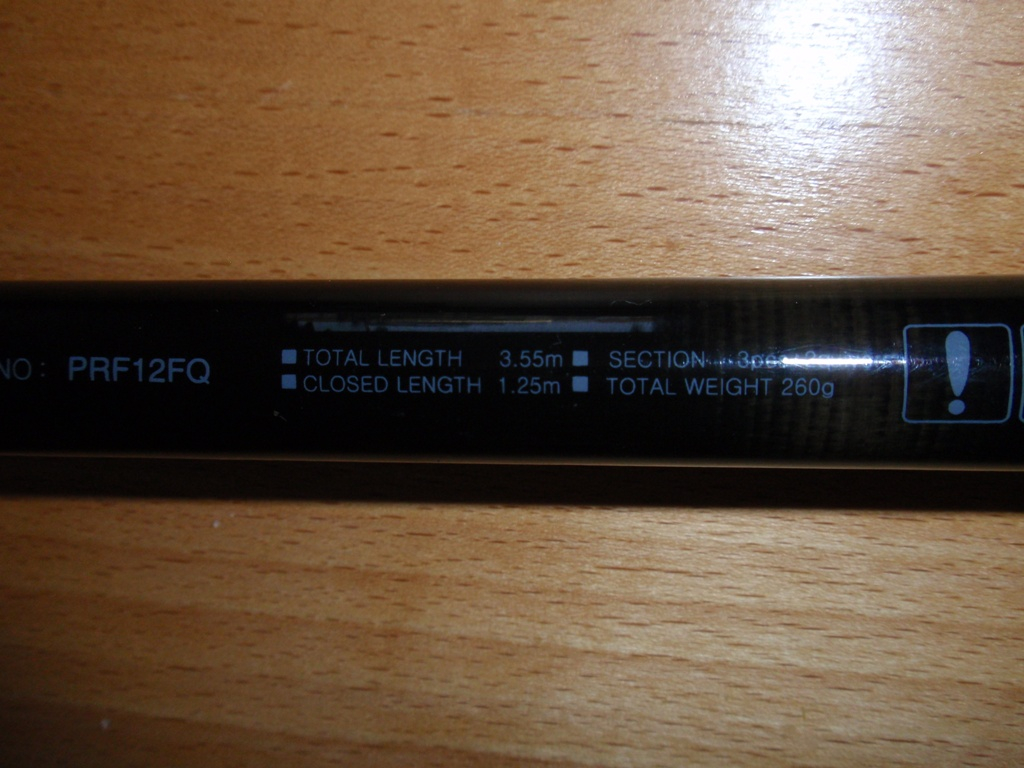 NO: PRF12FQ
TOTAL LENGTH 3.55m SECTION
CLOSED LENGTH 1.25m TOTAL WEIGHT 260g
!